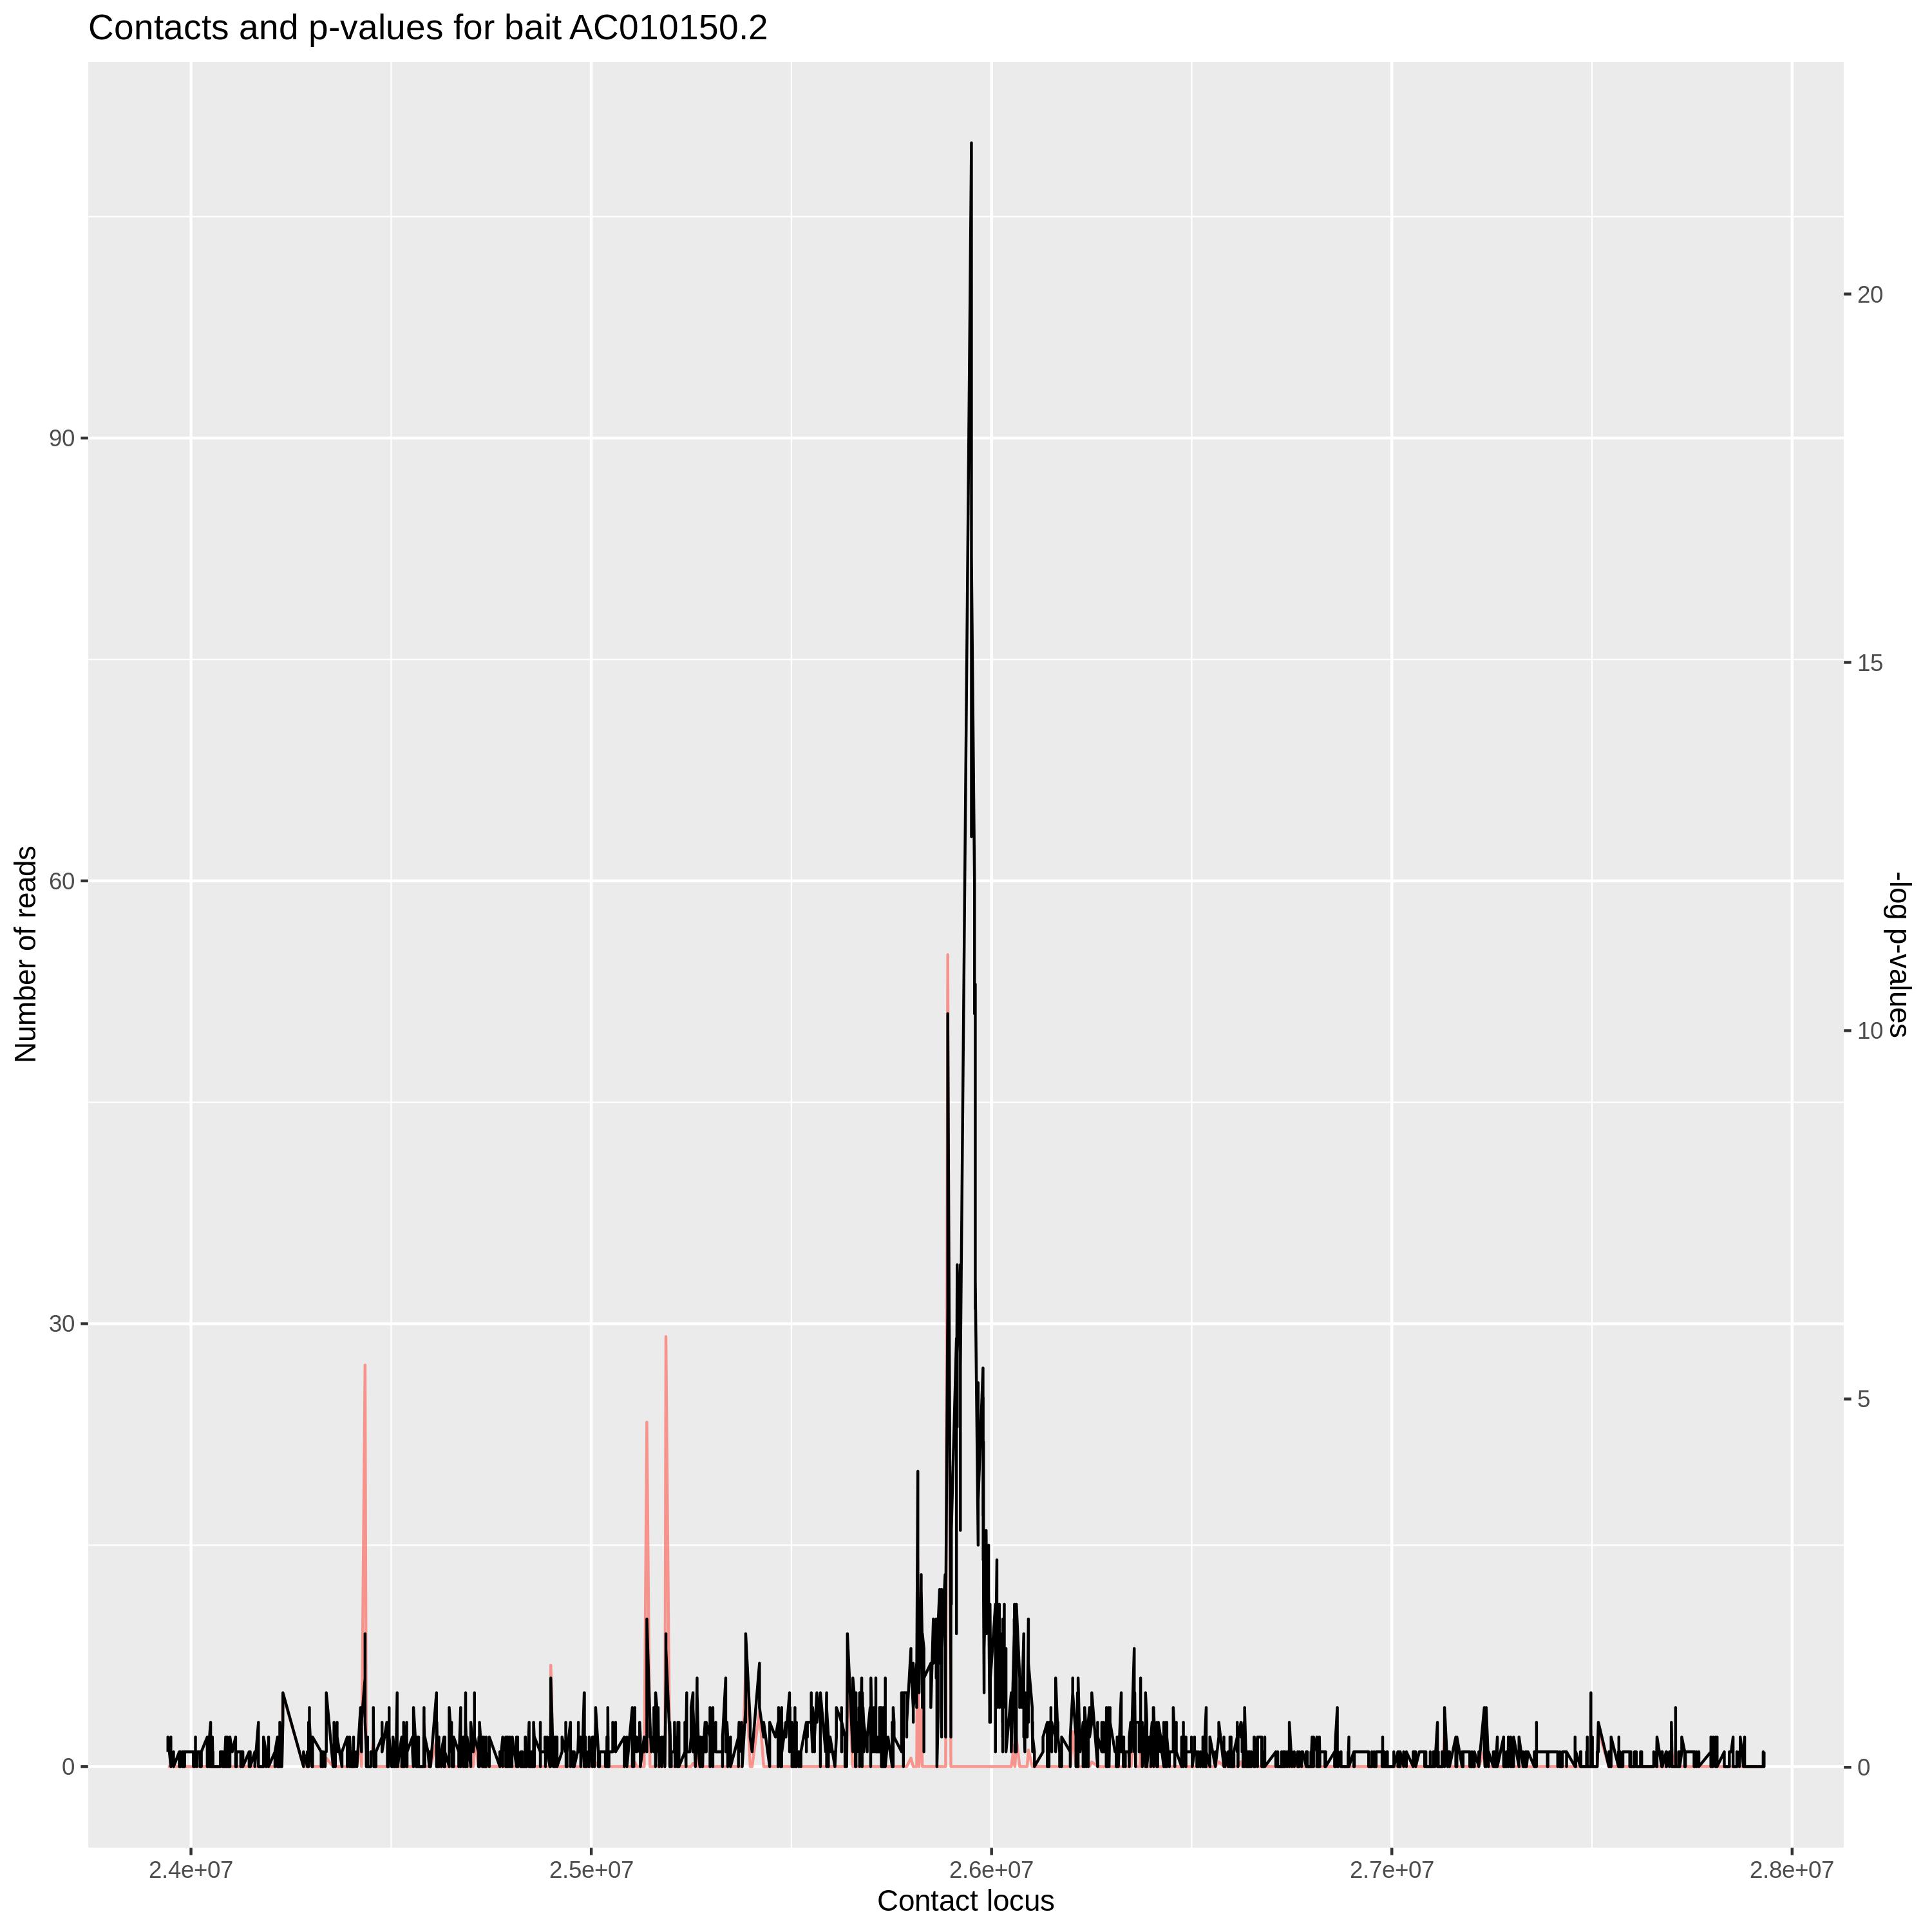 Contacts and p-values for bait AC010150.2
90
60
30
0
Number of reads
20
15
10
5
0
-log p-values
2.4e+07 2.5e+07 2.6e+07 2.7e+07 2.8e+07
Contact locus